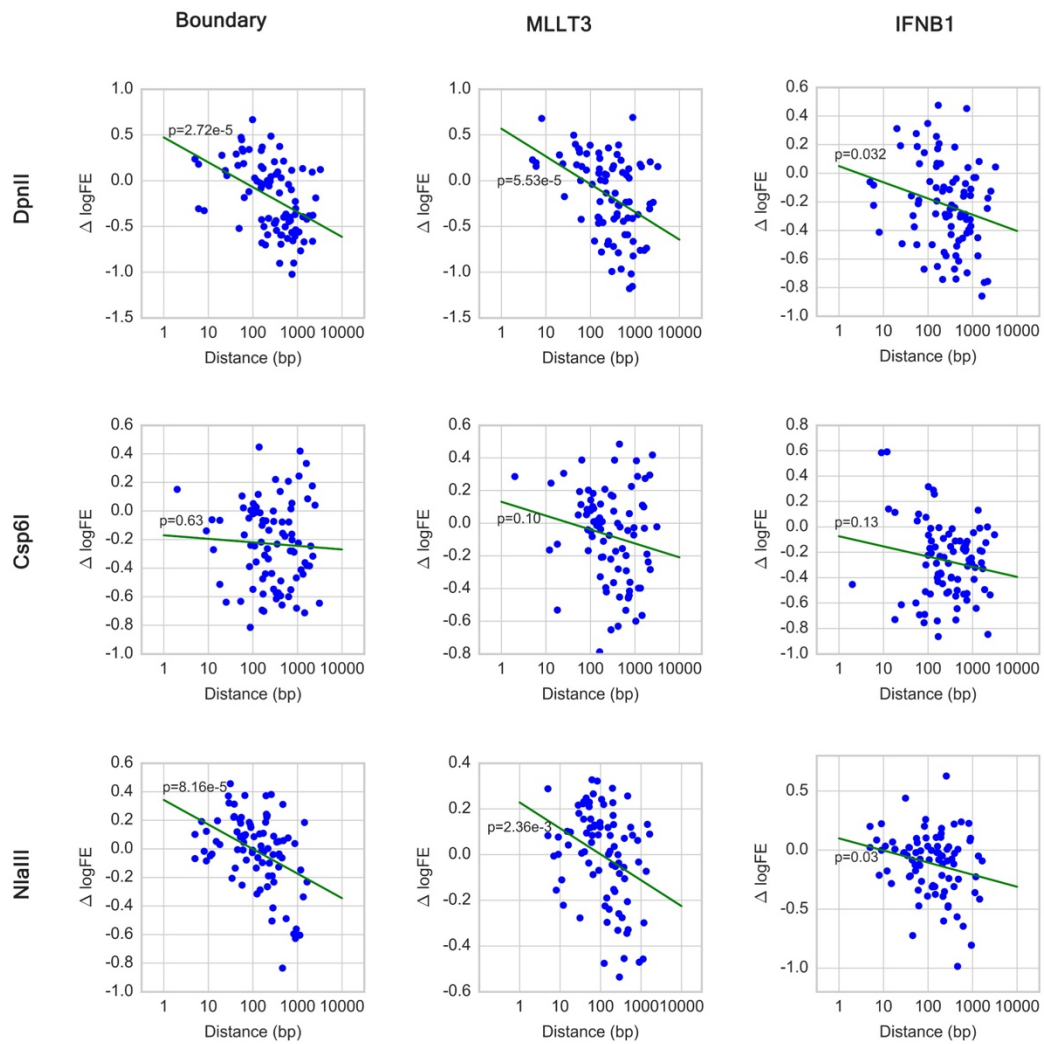 Boundary MLLT3 IFNB1
DpnII
Δ logFE
1.0
0.5
0.0
-0.5
-1.0
-1.5
p=2.72e-5
1 10 100 1000 10000
Distance (bp)
Δ logFE
1.0
0.5
0.0
-0.5
-1.0
-1.5
p=5.53e-5
1 10 100 1000 10000
Distance (bp)
Δ logFE
0.6
0.4
0.2
0.0
-0.2
-0.4
-0.6
-0.8
-1.0
p=0.032
1 10 100 1000 10000
Distance (bp)
Csp6I
Δ logFE
0.6
0.4
0.2
0.0
-0.2
-0.4
-0.6
-0.8
-1.0
p=0.63
1 10 100 1000 10000
Distance (bp)
Δ logFE
0.6
0.4
0.2
0.0
-0.2
-0.4
-0.6
-0.8
p=0.10
1 10 100 1000 10000
Distance (bp)
Δ logFE
0.8
0.6
0.4
0.2
0.0
-0.2
-0.4
-0.6
-0.8
-1.0
p=0.13
1 10 100 1000 10000
Distance (bp)
NlaIII
Δ logFE
0.6
0.4
0.2
0.0
-0.2
-0.4
-0.6
-0.8
-1.0
p=8.16e-5
1 10 100 1000 10000
Distance (bp)
Δ logFE
0.4
0.2
0.0
-0.2
-0.4
-0.6
p=2.36e-3
1 10 100 1000 10000
Distance (bp)
Δ logFE
0.5
0.0
-0.5
-1.0
p=0.03
1 10 100 1000 10000
Distance (bp)